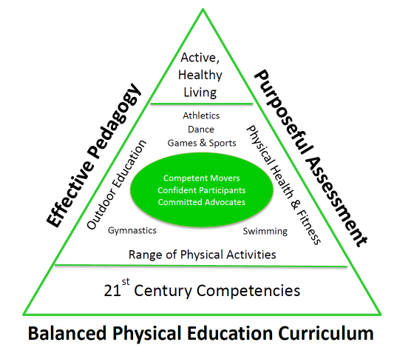 Active,
Healthy
Living
Effective Pedagogy
Purposeful Assessment
Athletics
Dance
Games & Sports
Outdoor Education
Physical Health & Fitness
Competent Movers
Confident Participants
Committed Advocates
Gymnastics
Swimming
Range of Physical Activities
21st Century Competencies
Balanced Physical Education Curriculum